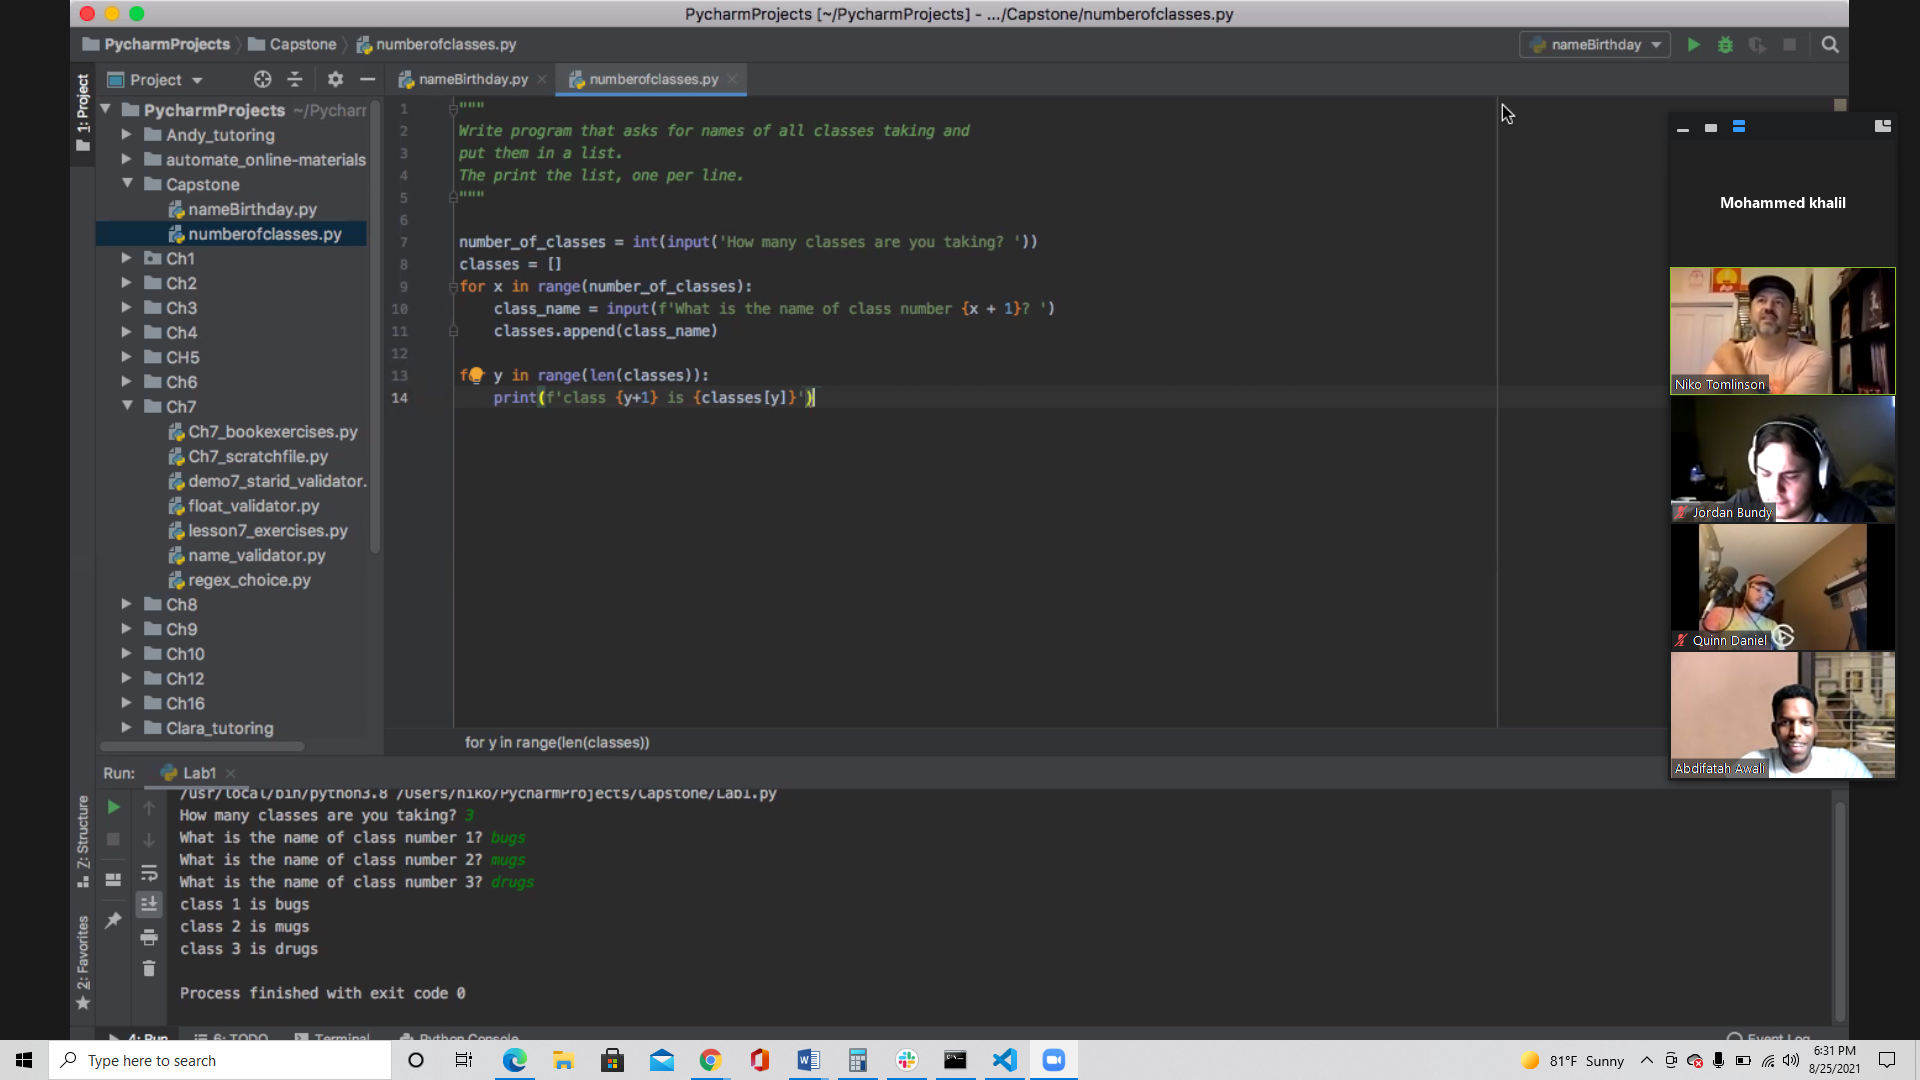 PycharmProjects [~/PycharmProjects] - .../Capstone/numberofclasses.py
PycharmProjects
Capstone
numberofclasses.py
nameBirthday
1: Project
Project
nameBirthday.py
numberofclasses.py
PycharmProjects ~/Pychar
Andy_tutoring
automate_online-materials
Capstone
nameBirthday.py
numberofclasses.py
Ch1
Ch2
Ch3
Ch4
CH5
Ch6
Ch7
Ch7_bookexercises.py
Ch7_scratchfile.py
demo7_starid_validator.
float_validator.py
lesson7_exercises.py
name_validator.py
regex_choice.py
Ch8
Ch9
Ch10
Ch12
Ch16
Clara_tutoring
1 """
2 Write program that asks for names of all classes taking and
3 put them in a list.
4 The print the list, one per line.
5 """
6
7 number_of_classes = int(input('How many classes are you taking? '))
8 classes = []
9 for x in range(number_of_classes):
10 class_name = input(f'What is the name of class number {x + 1}? ')
11 classes.append(class_name)
12
13 f y in range(len(classes)):
14 print(f'class {y+1} is {classes[y]}')
for y in range(len(classes))
Mohammed khalil
Niko Tomlinson
Jordan Bundy
Quinn Daniel
Abdifatah Awali
Run:
Lab1
/usr/local/bin/python3.8 /Users/niko/PycharmProjects/Capstone/Lab1.py
How many classes are you taking? 3
What is the name of class number 1? bugs
What is the name of class number 2? mugs
What is the name of class number 3? drugs
class 1 is bugs
class 2 is mugs
class 3 is drugs
Process finished with exit code 0
Z: Structure
2: Favorites
4: Run
6: TODO
Terminal
Python Console
Event Log
Type here to search
81°F Sunny
6:31 PM
8/25/2021